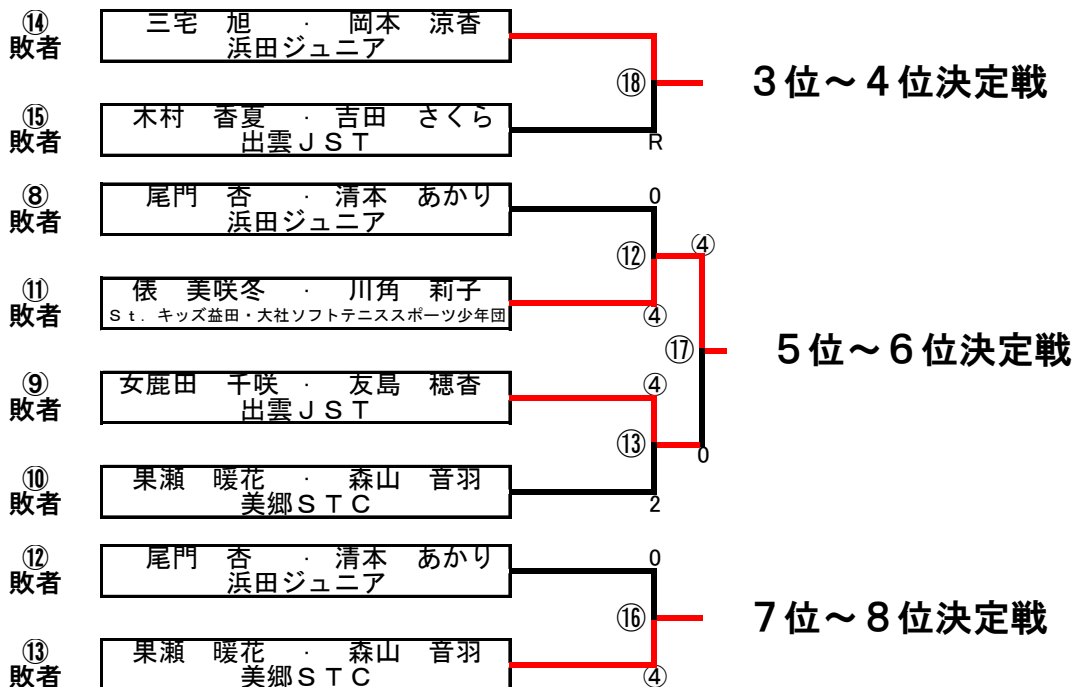 ⑭
敗者
三宅　旭　・　岡本　涼香
浜田ジュニア
⑱
3位～4位決定戦
⑮
敗者
木村　香夏　・　吉田　さくら
出雲ＪＳＴ
R
⑧
敗者
尾門　杏　・　清本　あかり
浜田ジュニア
0
⑫
④
⑪
敗者
俵　美咲冬　・　川角　莉子
Ｓｔ．キッズ益田・大社ソフトテニススポーツ少年団
④
⑰
5位～6位決定戦
⑨
敗者
女鹿田　千咲　・　友島　穂香
出雲ＪＳＴ
④
⑬
0
⑩
敗者
果瀬　暖花　・　森山　音羽
美郷ＳＴＣ
2
⑫
敗者
尾門　杏　・　清本　あかり
浜田ジュニア
0
⑯
7位～8位決定戦
⑬
敗者
果瀬　暖花　・　森山　音羽
美郷ＳＴＣ
④